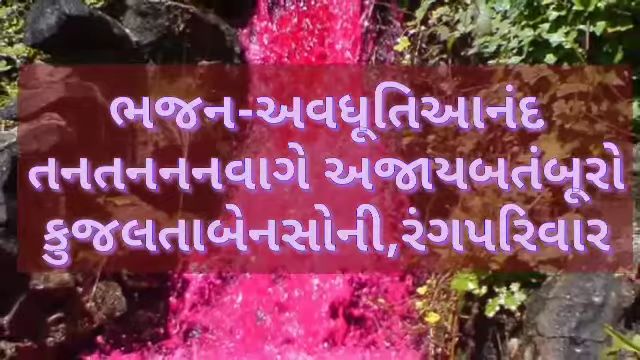 ભજન-અવધૂતિઆનંદ
તનતનનનવાગે અજાયબતંબૂરો
કુજલતાબેનસોની,રંગપરિવાર